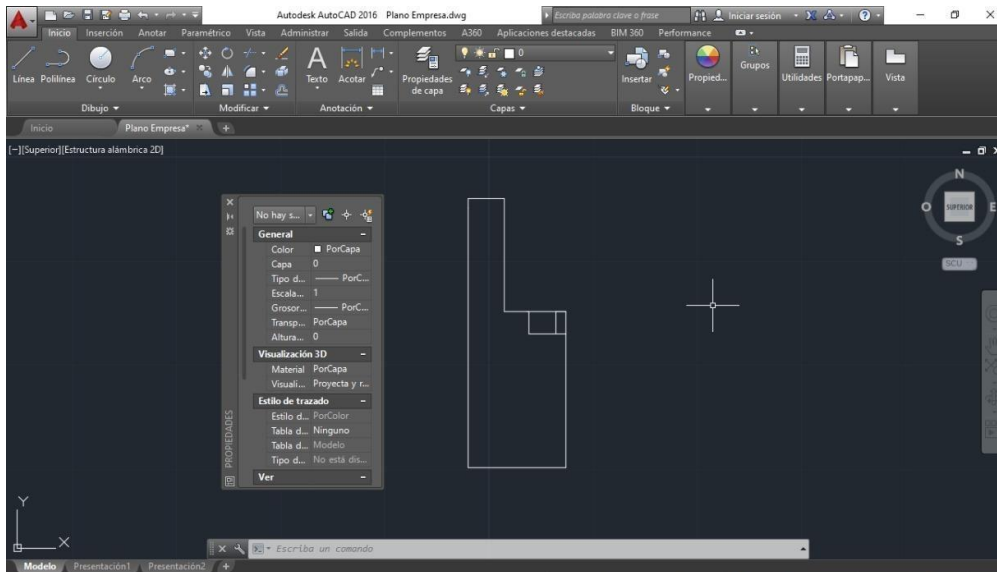 Autodesk AutoCAD 2016 Plano Empresa.dwg
Escriba palabra clave o frase
Iniciar sesión
Inicio Inserción Anotar Paramétrico Vista Administrar Salida Complementos A360 Aplicaciones destacadas BIM 360 Performance
Línea Polilínea Círculo Arco
Texto Acotar
Propiedades de capa
0
Insertar
Propied...
Grupos
Utilidades
Portapap...
Vista
Dibujo Modificar Anotación Capas Bloque
Inicio Plano Empresa* +
[−][Superior][Estructura alámbrica 2D]
N
O SUPERIOR E
S
SCU
No hay s...
General
Color PorCapa
Capa 0
Tipo d... PorC...
Escala... 1
Grosor... PorC...
Transp... PorCapa
Altura... 0
Visualización 3D
Material PorCapa
Visuali... Proyecta y r...
Estilo de trazado
Estilo d... PorColor
Tabla d... Ninguno
Tabla d... Modelo
Tipo d... No está dis...
Ver
PROPIEDADES
Y
X
Escriba un comando
Modelo Presentación1 Presentación2 +